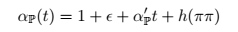 α_ℙ(t) = 1 + ϵ + α′_ℙ t + h(ππ)